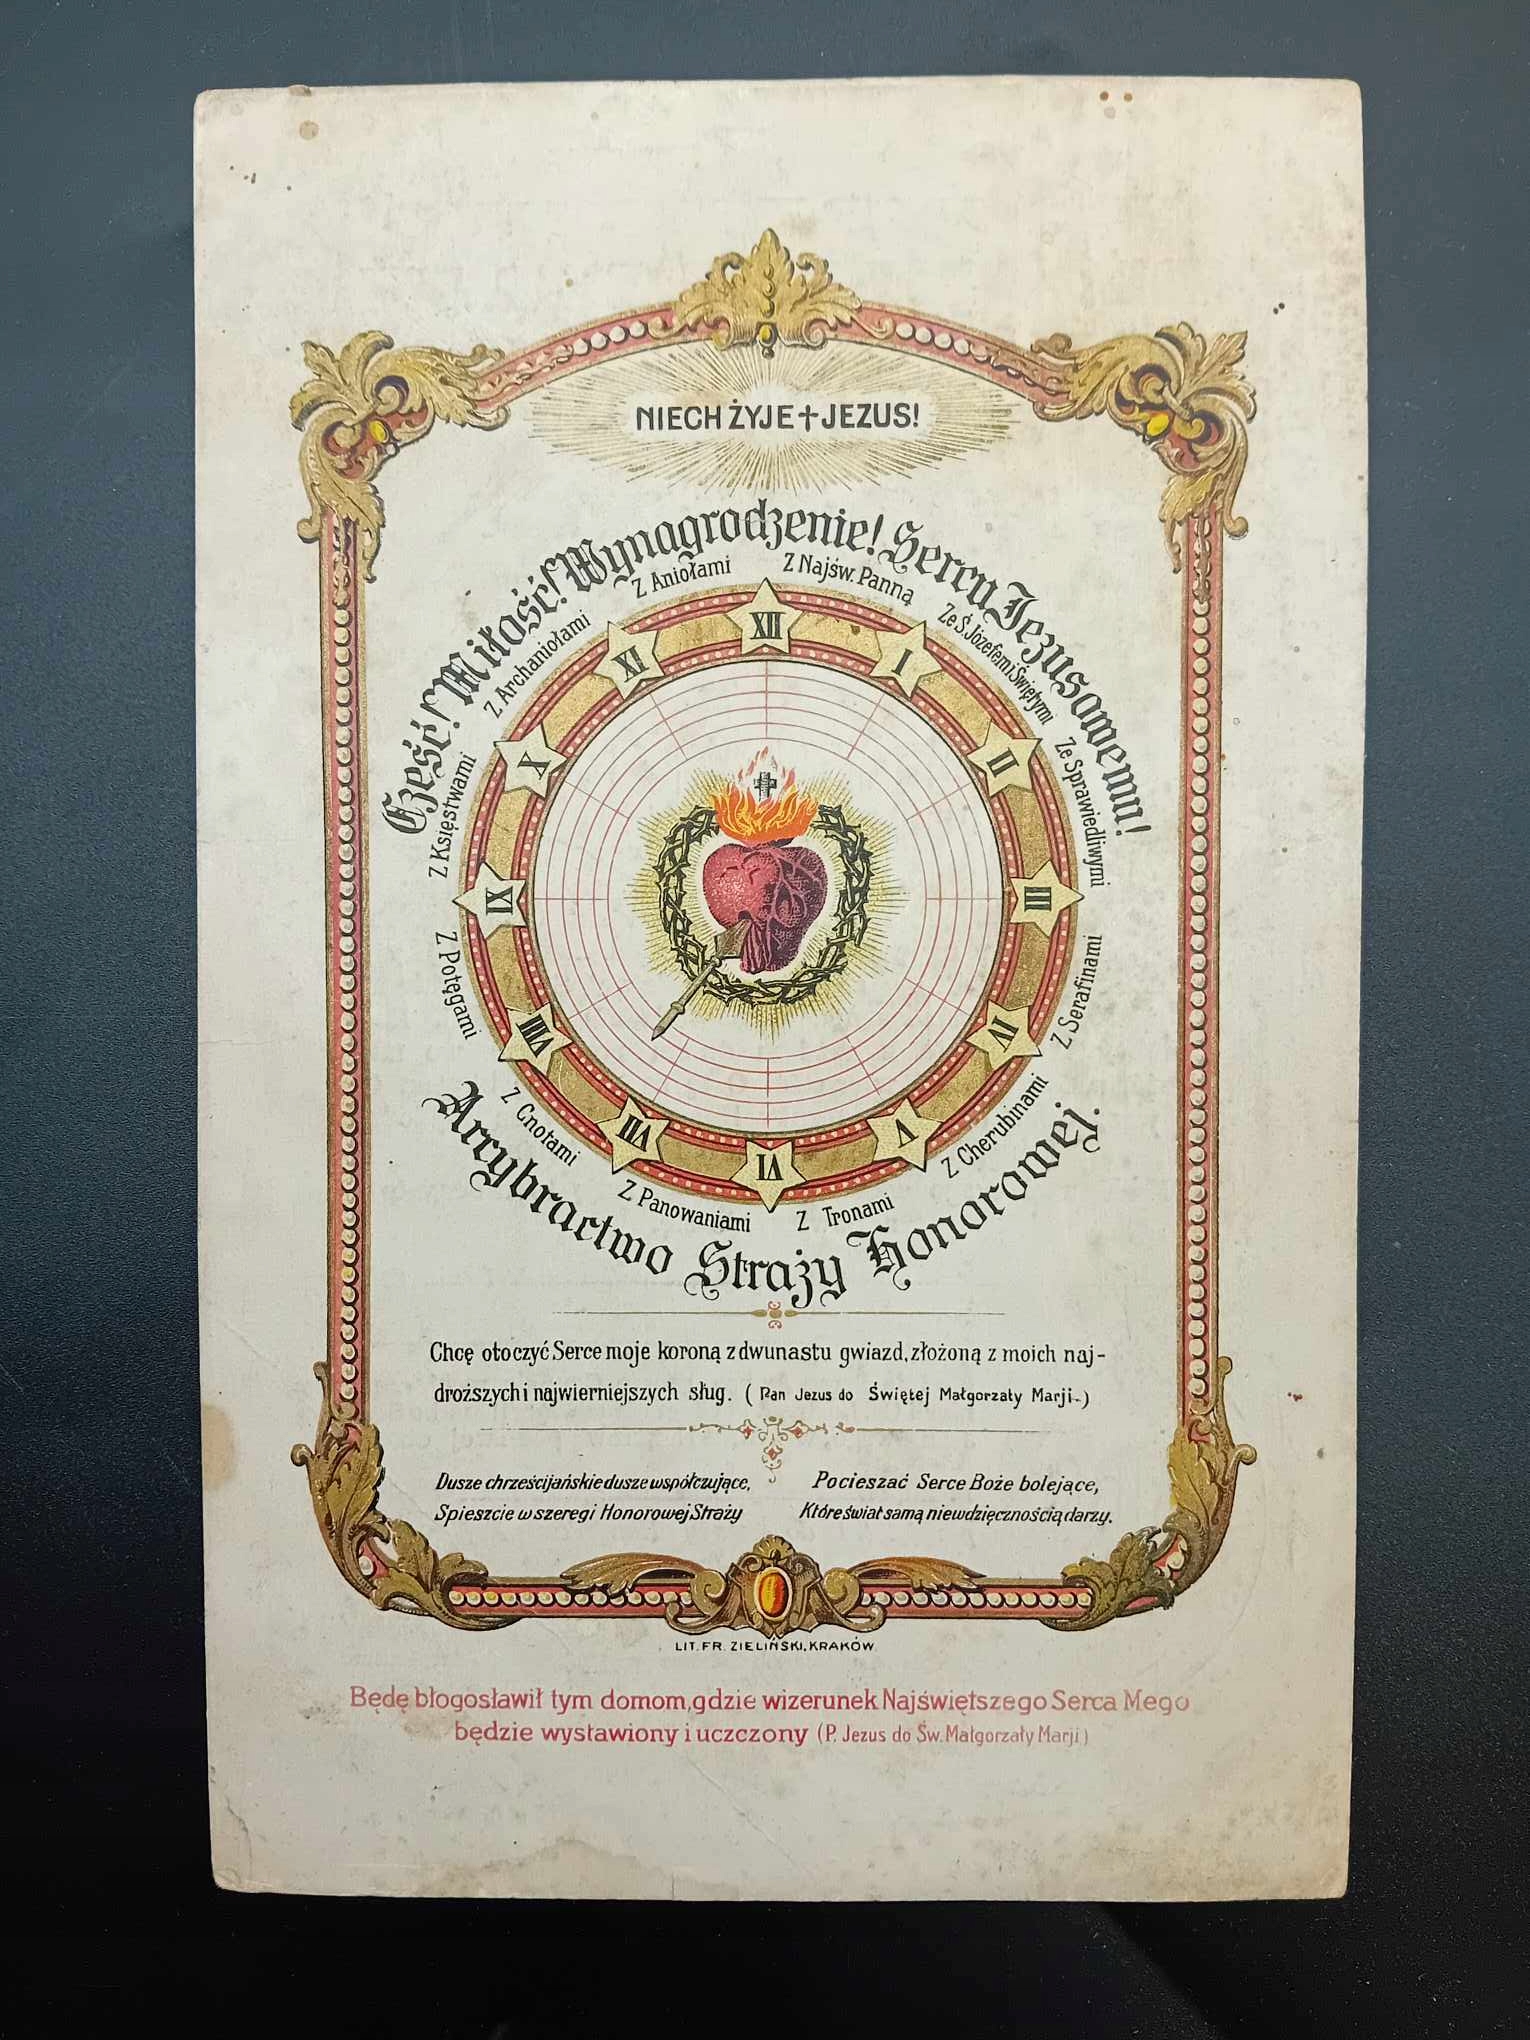 NIECH ŻYJE✝JEZUS!
Cześć! Miłość! Wynagrodzenie! Sercu Jezusowemu!
Z Najśw. Panną
Ze Ś. Józefem i Świętymi
Ze Sprawiedliwymi
Z Serafinami
Z Cherubinami
Z Tronami
Z Panowaniami
Z Cnotami
Z Potęgami
Z Księstwami
Z Archaniołami
Z Aniołami
XII
I
II
III
IV
V
VI
VII
VIII
IX
X
XI
Arcybractwo Straży Honorowej.
Chcę otoczyć Serce moje koroną z dwunastu gwiazd, złożoną z moich naj-
droższych i najwierniejszych sług. (Pan Jezus do Świętej Małgorzaty Marji.)
Dusze chrześcijańskie dusze współczujące,
Spieszcie w szeregi Honorowej Straży
Pocieszać Serce Boże bolejące,
Które świat samą niewdzięcznością darzy.
LIT. FR. ZIELIŃSKI, KRAKÓW.
Będę błogosławił tym domom, gdzie wizerunek Najświętszego Serca Mego
będzie wystawiony i uczczony (P. Jezus do Św. Małgorzaty Marji)